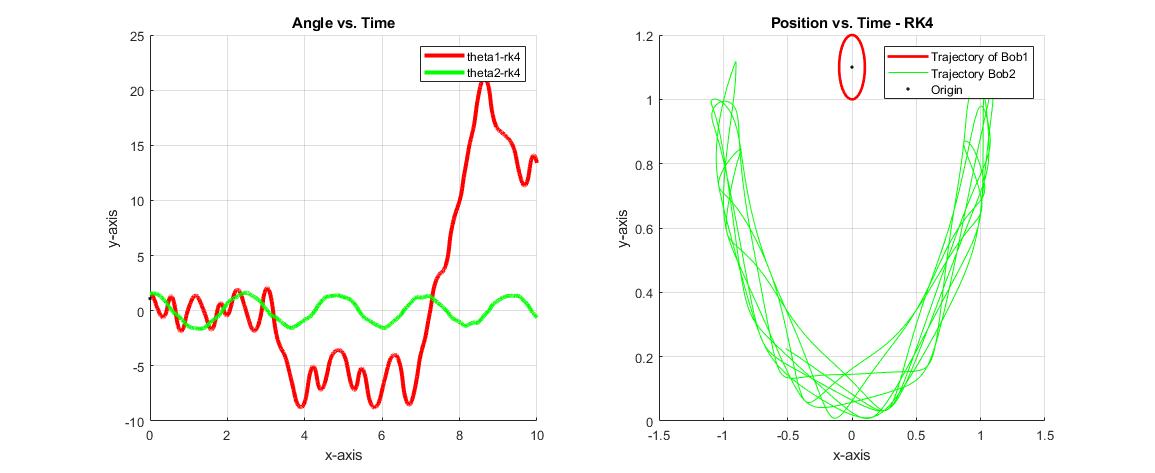 Angle vs. Time
25
20
15
10
5
0
-5
-10
0
2
4
6
8
10
x-axis
y-axis
theta1-rk4
theta2-rk4
Position vs. Time - RK4
1.2
1
0.8
0.6
0.4
0.2
0
-1.5
-1
-0.5
0
0.5
1
1.5
x-axis
y-axis
Trajectory of Bob1
Trajectory Bob2
Origin